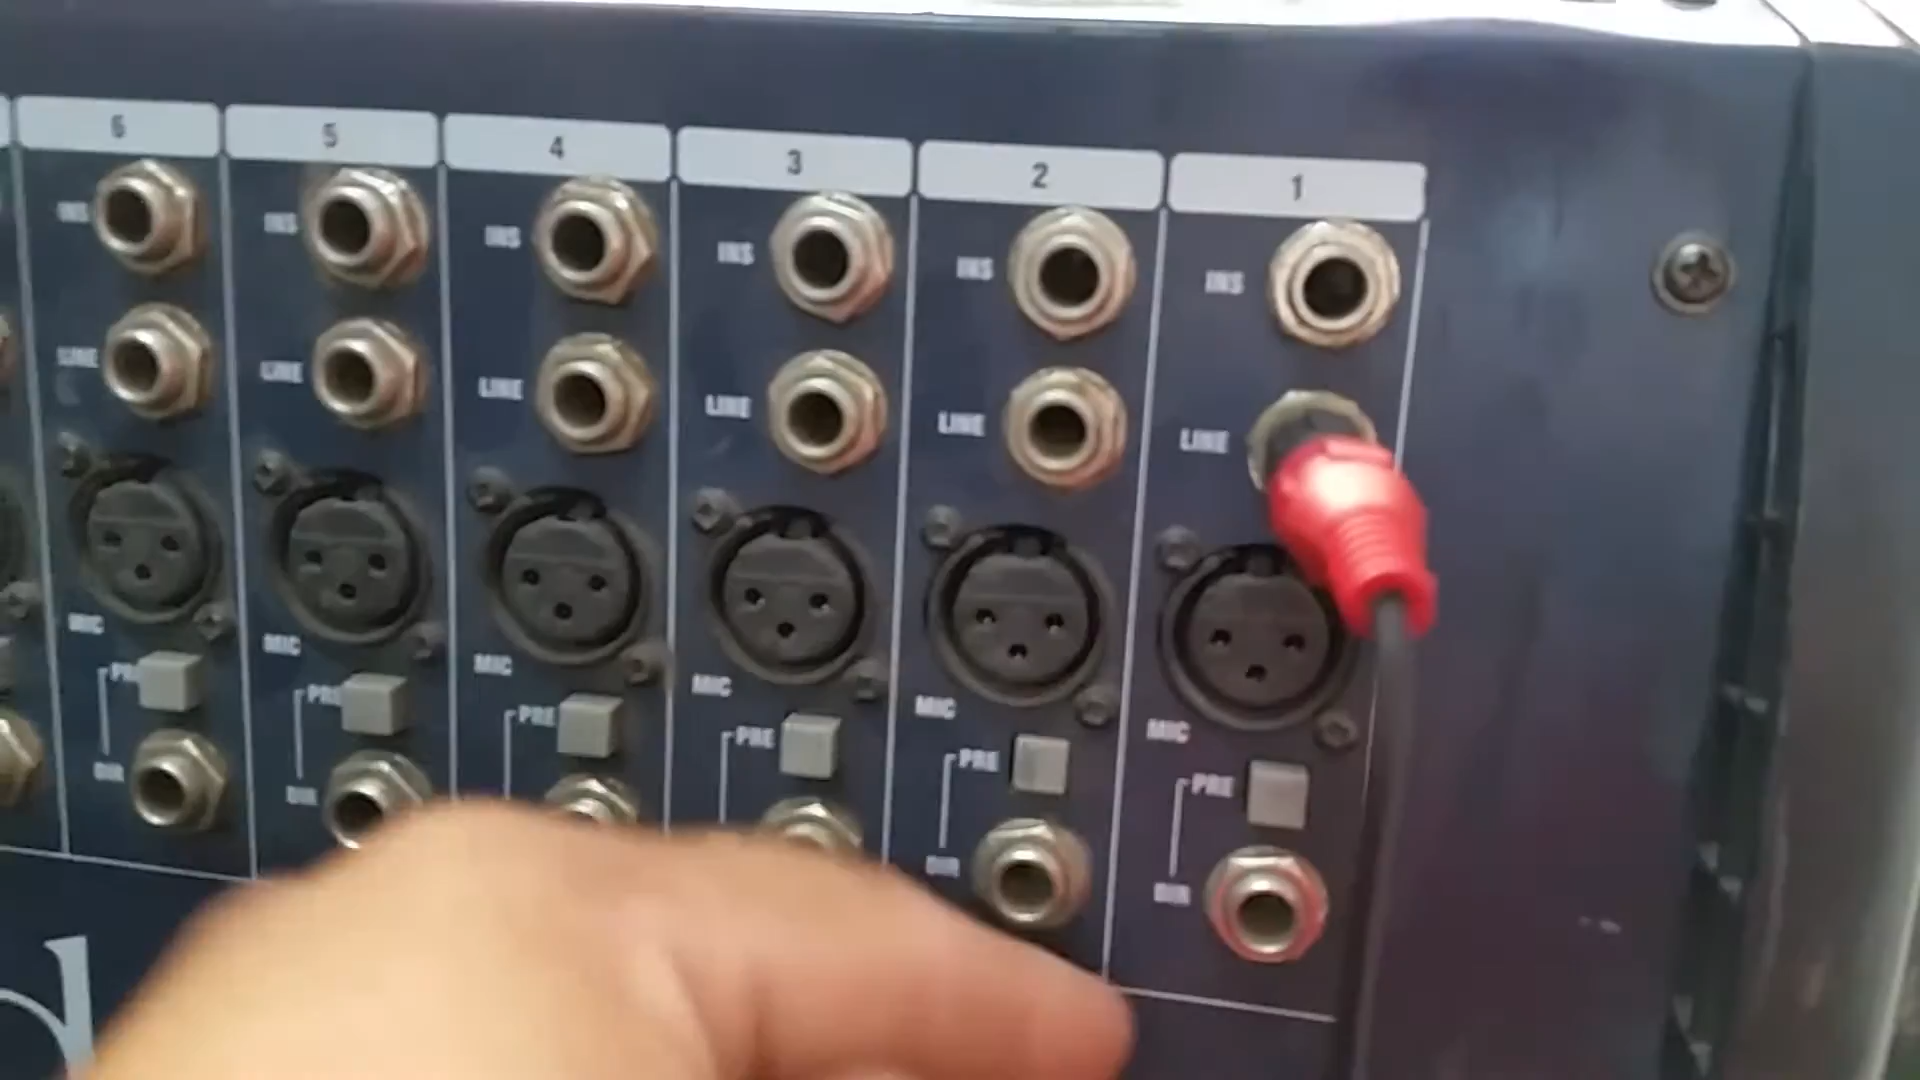 6 5 4 3 2 1
INS INS INS INS INS INS
LINE LINE LINE LINE LINE LINE
MIC MIC MIC MIC MIC MIC
PRE PRE PRE PRE PRE PRE
DIR DIR DIR DIR
d